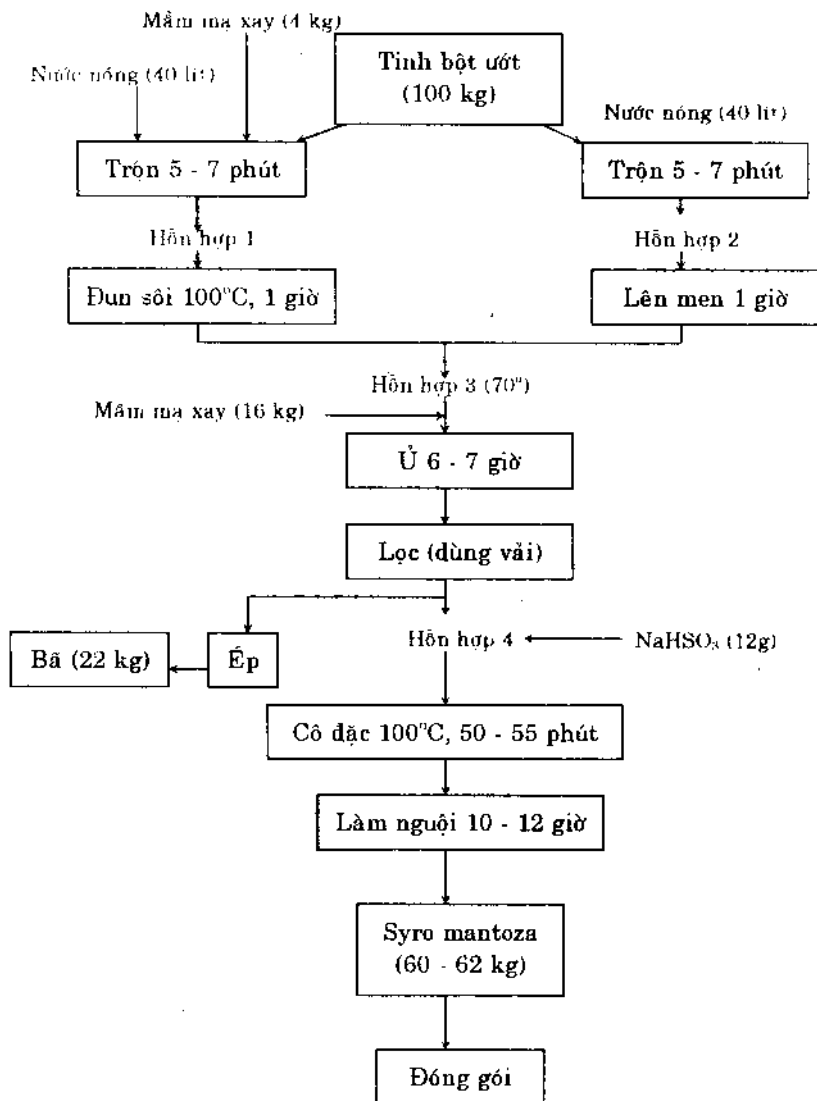 Mầm mạ xay (4 kg)
Nước nóng (40 lít)
Tinh bột ướt
(100 kg)
Nước nóng (40 lít)
Trộn 5 - 7 phút
Trộn 5 - 7 phút
Hỗn hợp 1
Hỗn hợp 2
Đun sôi 100°C, 1 giờ
Lên men 1 giờ
Hỗn hợp 3 (70°)
Mầm mạ xay (16 kg)
Ủ 6 - 7 giờ
Lọc (dùng vải)
Hỗn hợp 4
NaHSO₃ (12g)
Bã (22 kg)
Ép
Cô đặc 100°C, 50 - 55 phút
Làm nguội 10 - 12 giờ
Syro mantoza
(60 - 62 kg)
Đóng gói